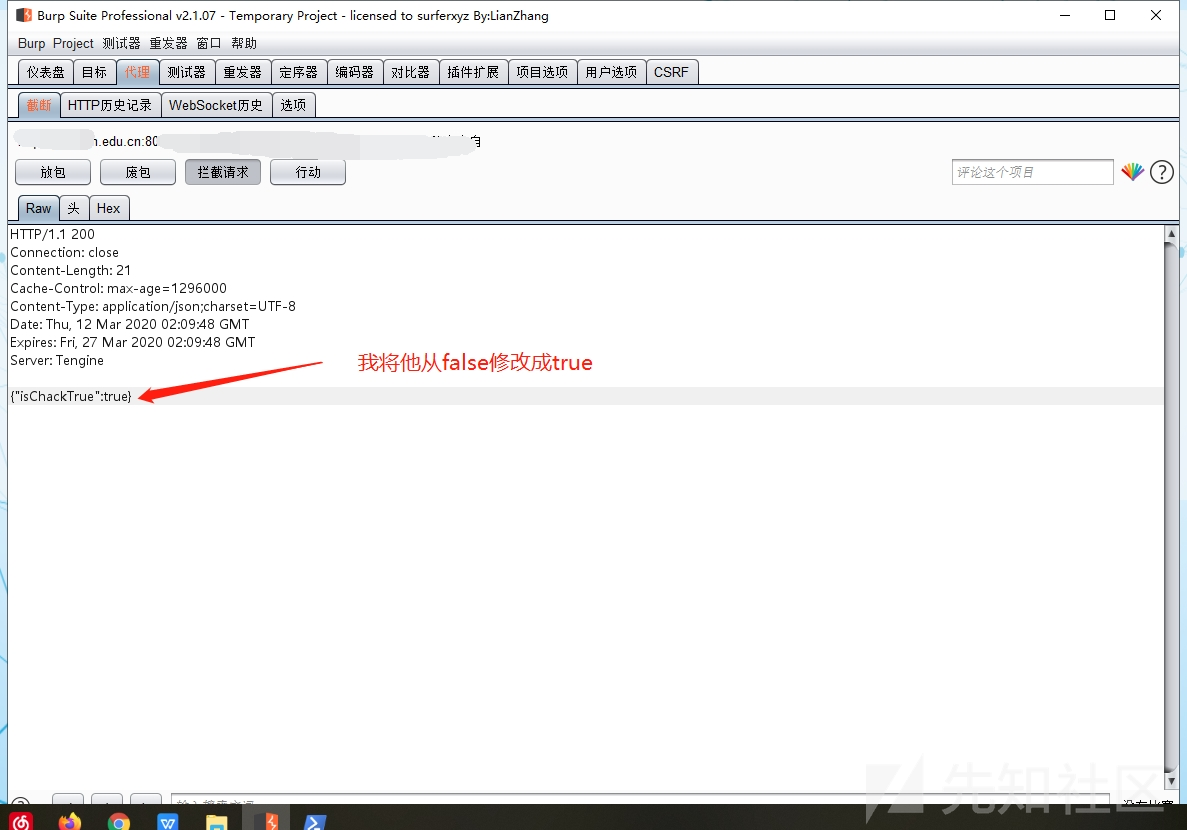 Burp Suite Professional v2.1.07 - Temporary Project - licensed to surferxyz By:LianZhang
Burp Project 测试器 重发器 窗口 帮助
仪表盘 目标 代理 测试器 重发器 定序器 编码器 对比器 插件扩展 项目选项 用户选项 CSRF
截断 HTTP历史记录 WebSocket历史 选项
.edu.cn:80
放包 废包 拦截请求 行动 评论这个项目 ?
Raw 头 Hex
HTTP/1.1 200
Connection: close
Content-Length: 21
Cache-Control: max-age=1296000
Content-Type: application/json;charset=UTF-8
Date: Thu, 12 Mar 2020 02:09:48 GMT
Expires: Fri, 27 Mar 2020 02:09:48 GMT
Server: Tengine
我将他从false修改成true
{"isChackTrue":true}
先知社区